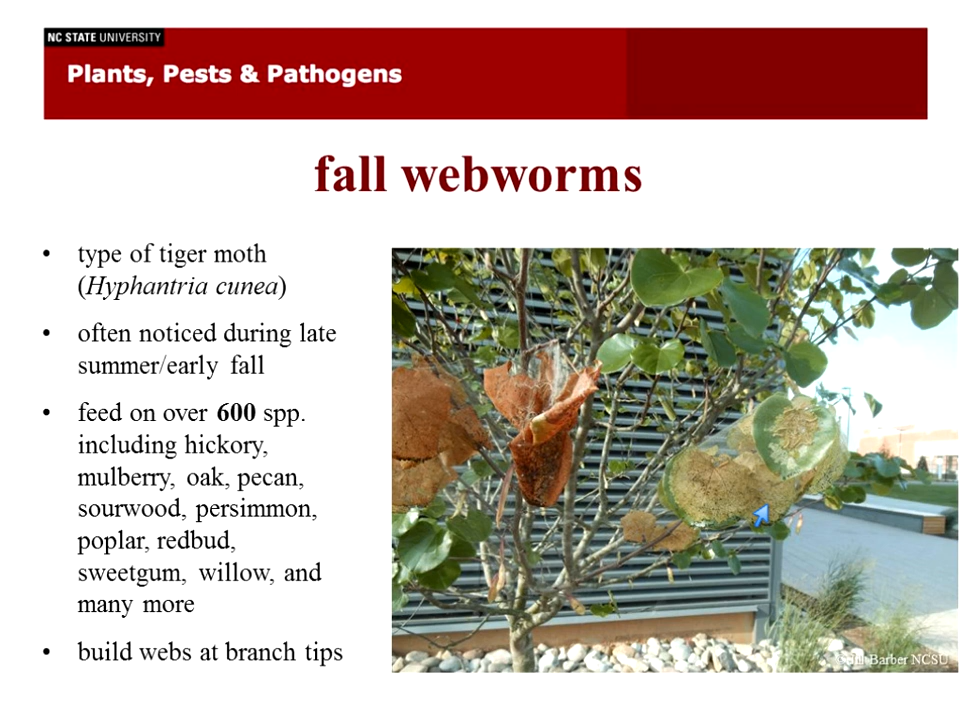 NC STATE UNIVERSITY
Plants, Pests & Pathogens
fall webworms
• type of tiger moth
(Hyphantria cunea)
• often noticed during late
summer/early fall
• feed on over 600 spp.
including hickory,
mulberry, oak, pecan,
sourwood, persimmon,
poplar, redbud,
sweetgum, willow, and
many more
• build webs at branch tips
Barber NCSU